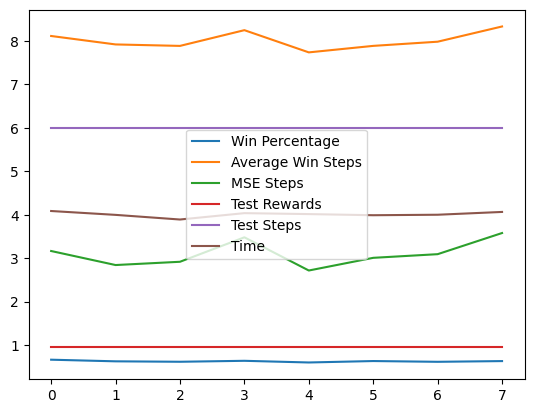 8
7
6
5
4
3
2
1
Win Percentage
Average Win Steps
MSE Steps
Test Rewards
Test Steps
Time
0 1 2 3 4 5 6 7